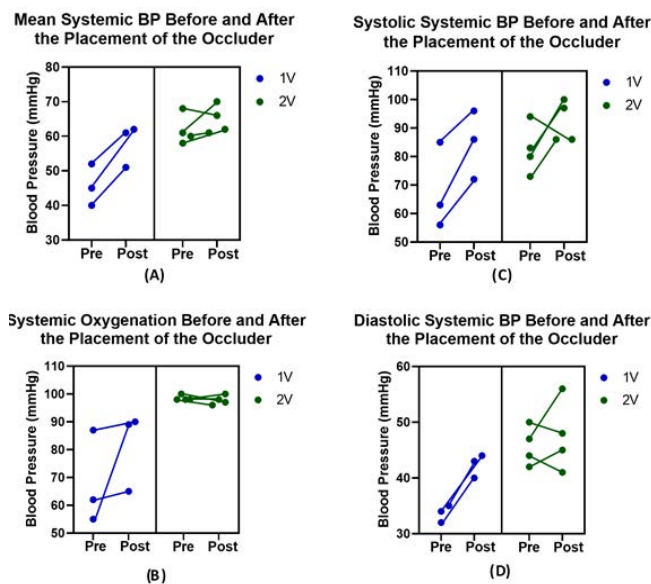 Mean Systemic BP Before and After
the Placement of the Occluder
Blood Pressure (mmHg)
70
60
50
40
30
Pre Post Pre Post
1V
2V
(A)
Systolic Systemic BP Before and After
the Placement of the Occluder
Blood Pressure (mmHg)
110
100
90
80
70
60
50
Pre Post Pre Post
1V
2V
(C)
Systemic Oxygenation Before and After
the Placement of the Occluder
Blood Pressure (mmHg)
110
100
90
80
70
60
50
Pre Post Pre Post
1V
2V
(B)
Diastolic Systemic BP Before and After
the Placement of the Occluder
Blood Pressure (mmHg)
60
50
40
30
Pre Post Pre Post
1V
2V
(D)